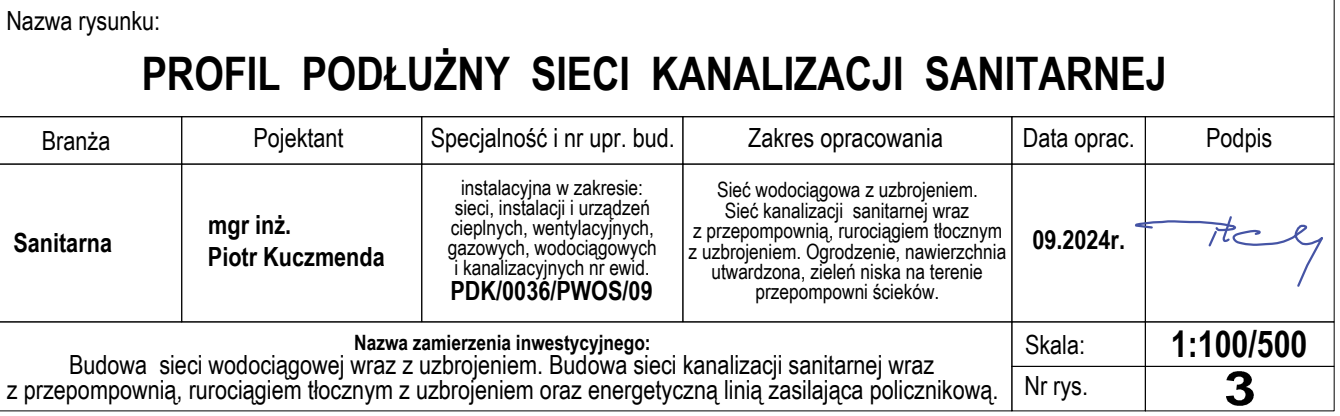 Nazwa rysunku:
PROFIL PODŁUŻNY SIECI KANALIZACJI SANITARNEJ
Branża
Pojektant
Specjalność i nr upr. bud.
Zakres opracowania
Data oprac.
Podpis
Sanitarna
mgr inż.
Piotr Kuczmenda
instalacyjna w zakresie:
sieci, instalacji i urządzeń
cieplnych, wentylacyjnych,
gazowych, wodociągowych
i kanalizacyjnych nr ewid.
PDK/0036/PWOS/09
Sieć wodociągowa z uzbrojeniem.
Sieć kanalizacji sanitarnej wraz
z przepompownią, rurociągiem tłocznym
z uzbrojeniem. Ogrodzenie, nawierzchnia
utwardzona, zieleń niska na terenie
przepompowni ścieków.
09.2024r.
Nazwa zamierzenia inwestycyjnego:
Budowa sieci wodociągowej wraz z uzbrojeniem. Budowa sieci kanalizacji sanitarnej wraz
z przepompownią, rurociągiem tłocznym z uzbrojeniem oraz energetyczną linią zasilająca policznikową.
Skala:
1:100/500
Nr rys.
3